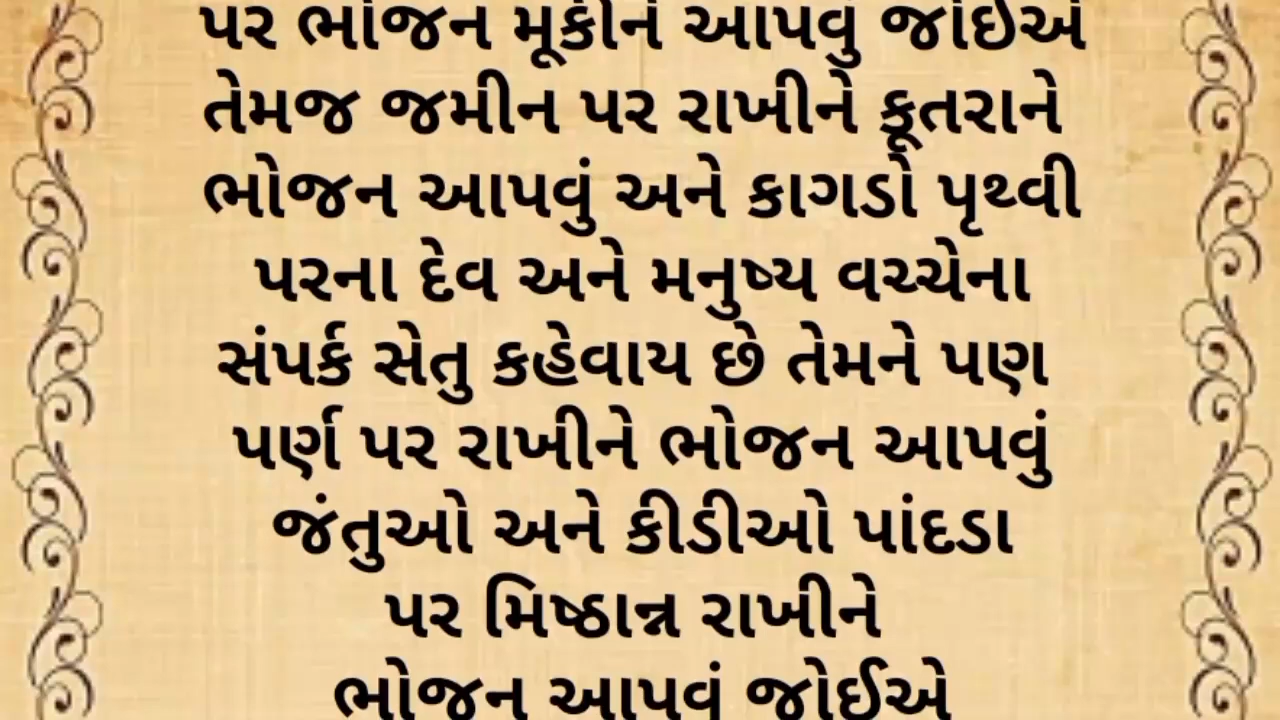 પર ભોજન મૂકીને આપવું જોઇએ
તેમજ જમીન પર રાખીને કૂતરાને
ભોજન આપવું અને કાગડો પૃથ્વી
પરના દેવ અને મનુષ્ય વચ્ચેના
સંપર્ક સેતુ કહેવાય છે તેમને પણ
પર્ણ પર રાખીને ભોજન આપવું
જંતુઓ અને કીડીઓ પાંદડા
પર મિષ્ઠાન્ન રાખીને
ભોજન આપવું જોઈએ